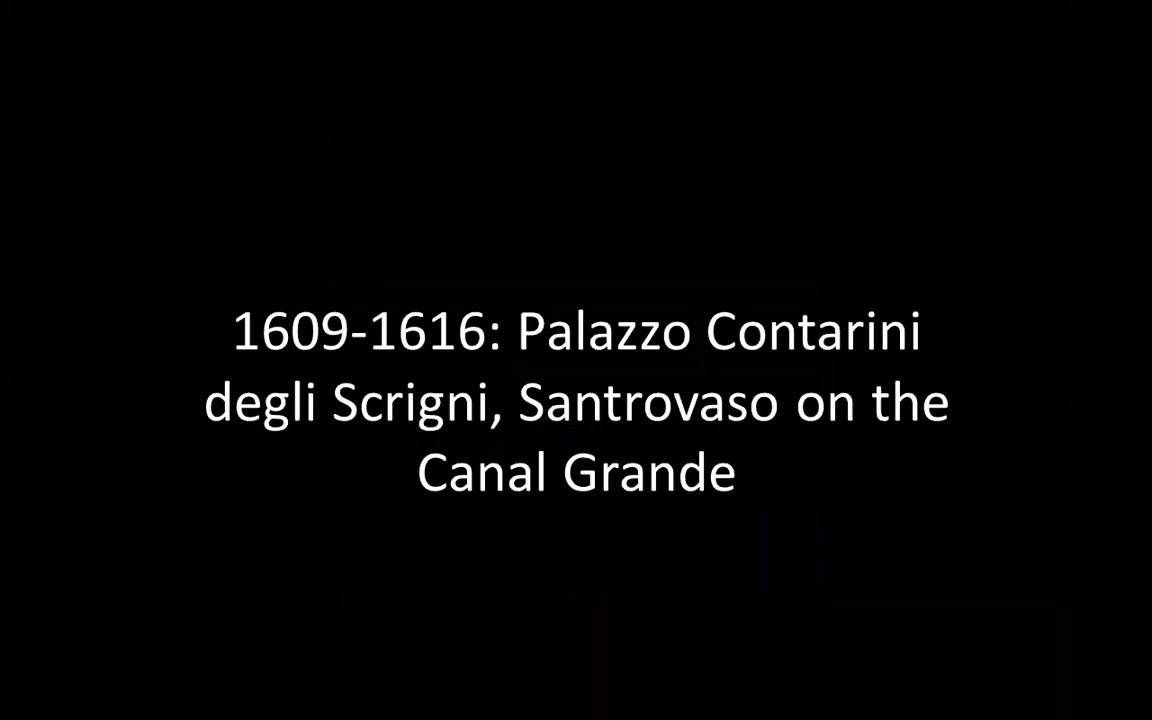 1609-1616: Palazzo Contarini
degli Scrigni, Santrovaso on the
Canal Grande